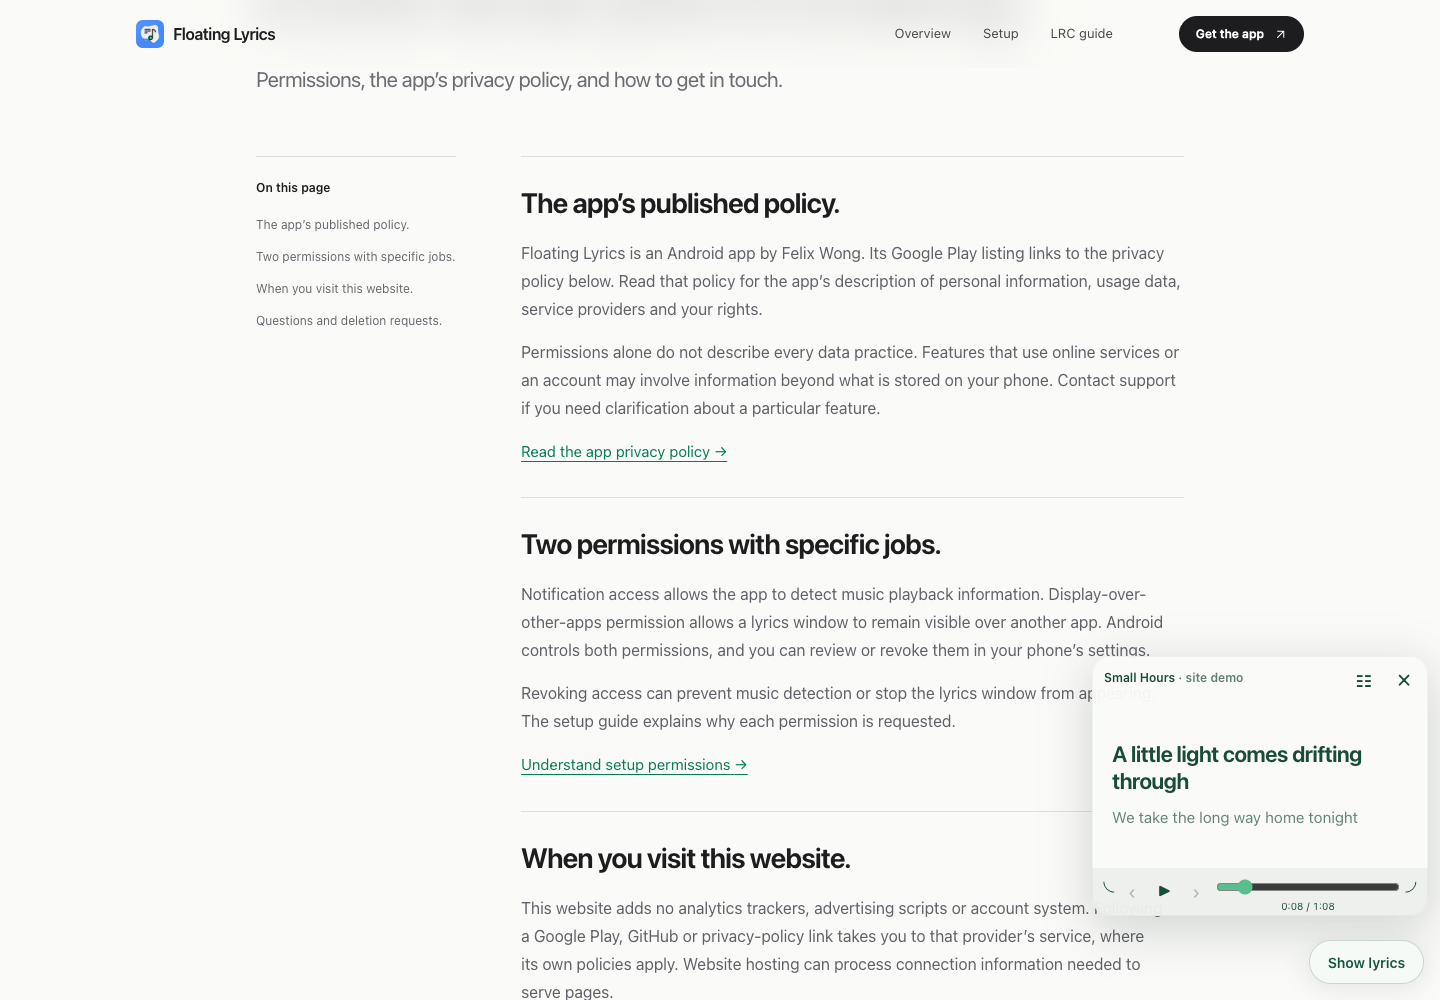 Floating Lyrics
Overview
Setup
LRC guide
Get the app
Permissions, the app’s privacy policy, and how to get in touch.
On this page
The app’s published policy.
Two permissions with specific jobs.
When you visit this website.
Questions and deletion requests.
The app’s published policy.
Floating Lyrics is an Android app by Felix Wong. Its Google Play listing links to the privacy
policy below. Read that policy for the app’s description of personal information, usage data,
service providers and your rights.
Permissions alone do not describe every data practice. Features that use online services or
an account may involve information beyond what is stored on your phone. Contact support
if you need clarification about a particular feature.
Read the app privacy policy →
Two permissions with specific jobs.
Notification access allows the app to detect music playback information. Display-over-
other-apps permission allows a lyrics window to remain visible over another app. Android
controls both permissions, and you can review or revoke them in your phone’s settings.
Revoking access can prevent music detection or stop the lyrics window from appearing.
The setup guide explains why each permission is requested.
Understand setup permissions →
When you visit this website.
This website adds no analytics trackers, advertising scripts or account system. Following
a Google Play, GitHub or privacy-policy link takes you to that provider’s service, where
its own policies apply. Website hosting can process connection information needed to
serve pages.
Small Hours · site demo
A little light comes drifting
through
We take the long way home tonight
0:08 / 1:08
Show lyrics